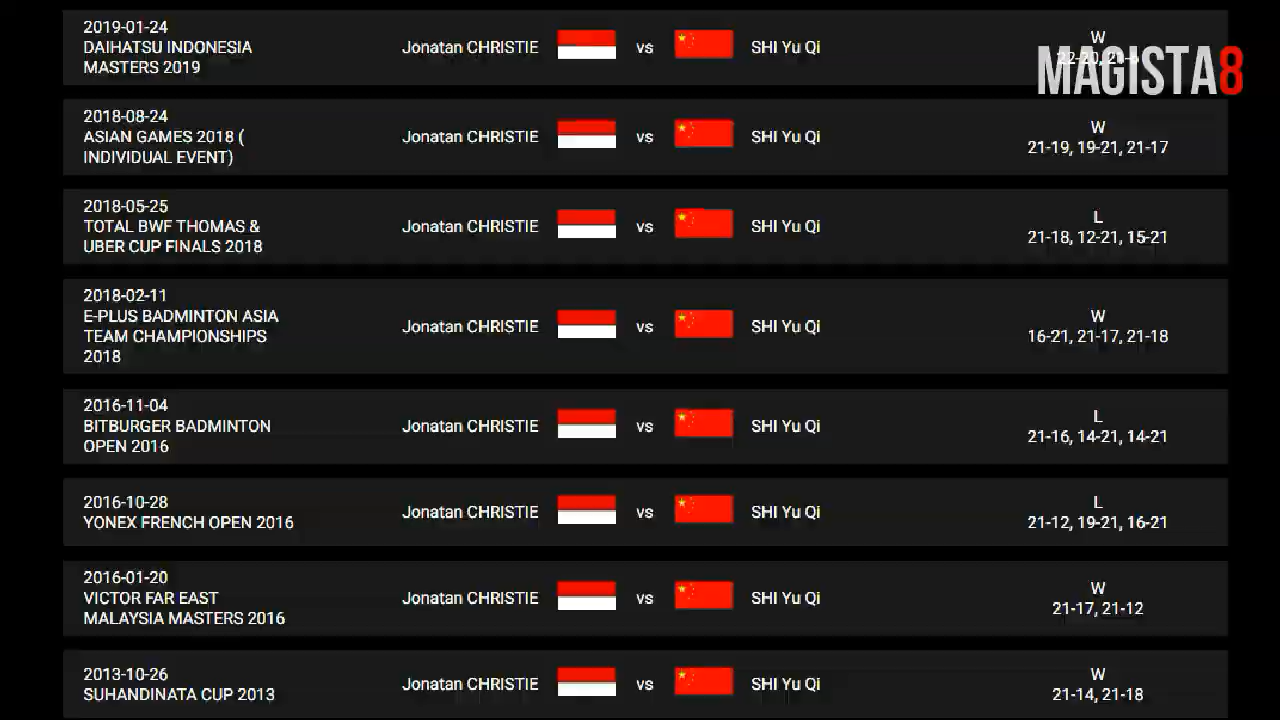 2019-01-24
DAIHATSU INDONESIA
MASTERS 2019
Jonatan CHRISTIE vs SHI Yu Qi
W
MAGISTA8
2018-08-24
ASIAN GAMES 2018 (
INDIVIDUAL EVENT)
Jonatan CHRISTIE vs SHI Yu Qi
W
21-19, 19-21, 21-17
2018-05-25
TOTAL BWF THOMAS &
UBER CUP FINALS 2018
Jonatan CHRISTIE vs SHI Yu Qi
L
21-18, 12-21, 15-21
2018-02-11
E-PLUS BADMINTON ASIA
TEAM CHAMPIONSHIPS
2018
Jonatan CHRISTIE vs SHI Yu Qi
W
16-21, 21-17, 21-18
2016-11-04
BITBURGER BADMINTON
OPEN 2016
Jonatan CHRISTIE vs SHI Yu Qi
L
21-16, 14-21, 14-21
2016-10-28
YONEX FRENCH OPEN 2016
Jonatan CHRISTIE vs SHI Yu Qi
L
21-12, 19-21, 16-21
2016-01-20
VICTOR FAR EAST
MALAYSIA MASTERS 2016
Jonatan CHRISTIE vs SHI Yu Qi
W
21-17, 21-12
2013-10-26
SUHANDINATA CUP 2013
Jonatan CHRISTIE vs SHI Yu Qi
W
21-14, 21-18